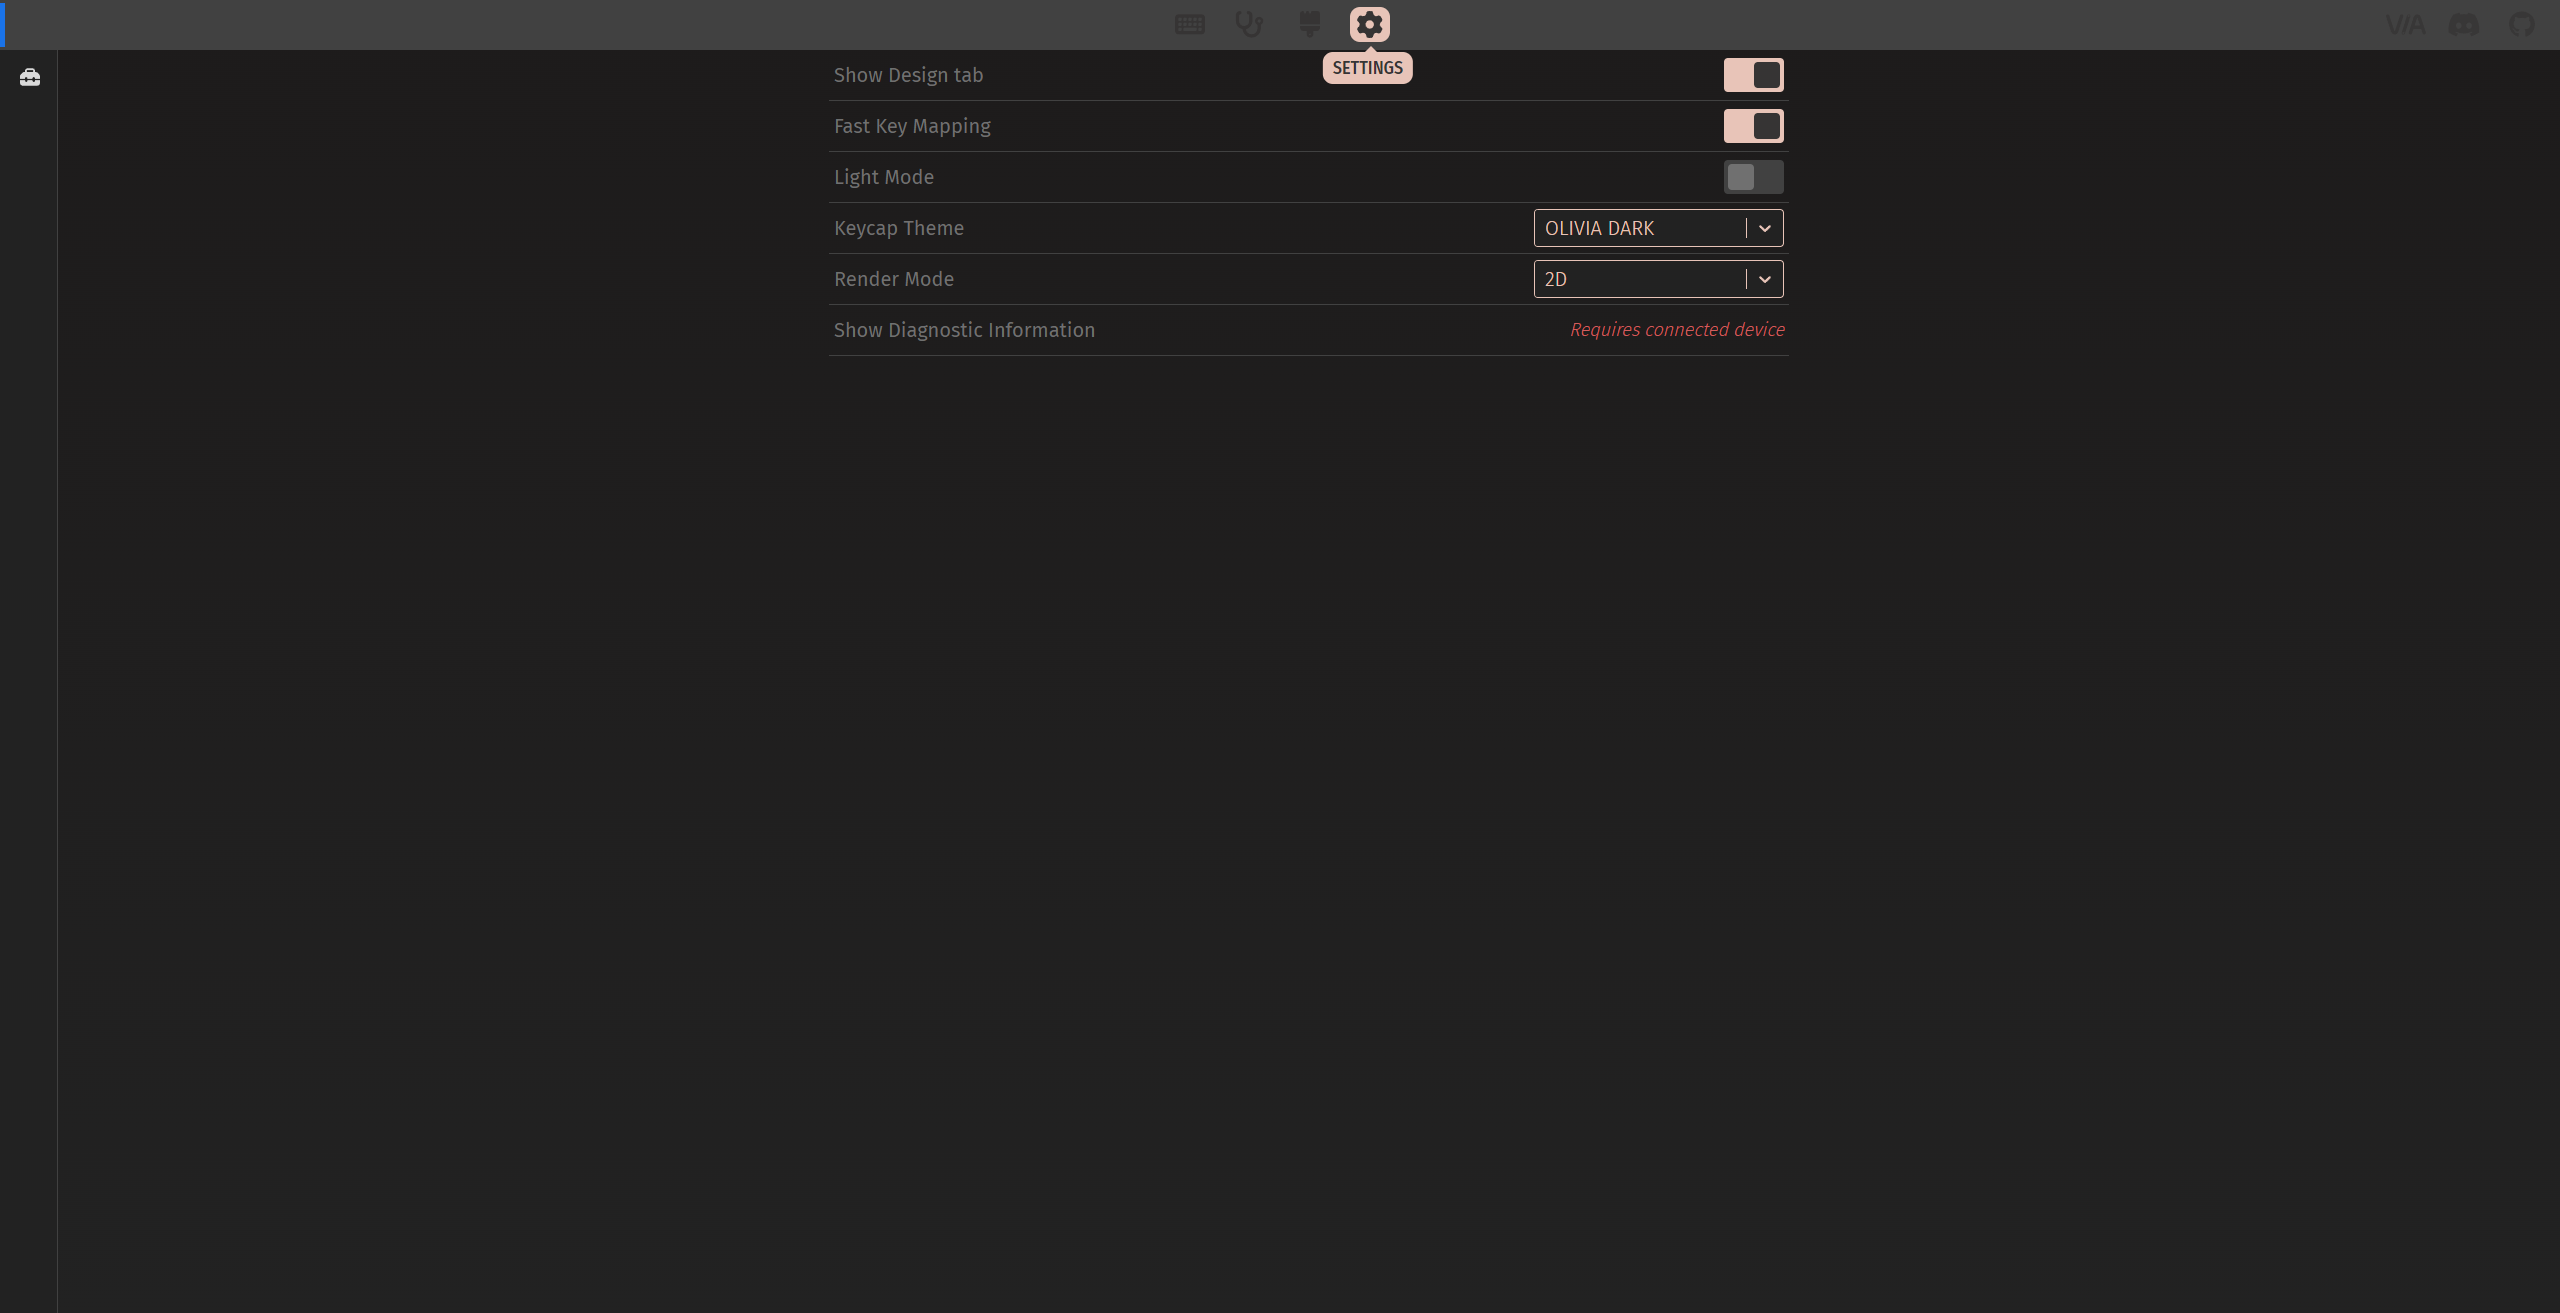 VIA
SETTINGS
Show Design tab
Fast Key Mapping
Light Mode
Keycap Theme
OLIVIA DARK
Render Mode
2D
Show Diagnostic Information
Requires connected device